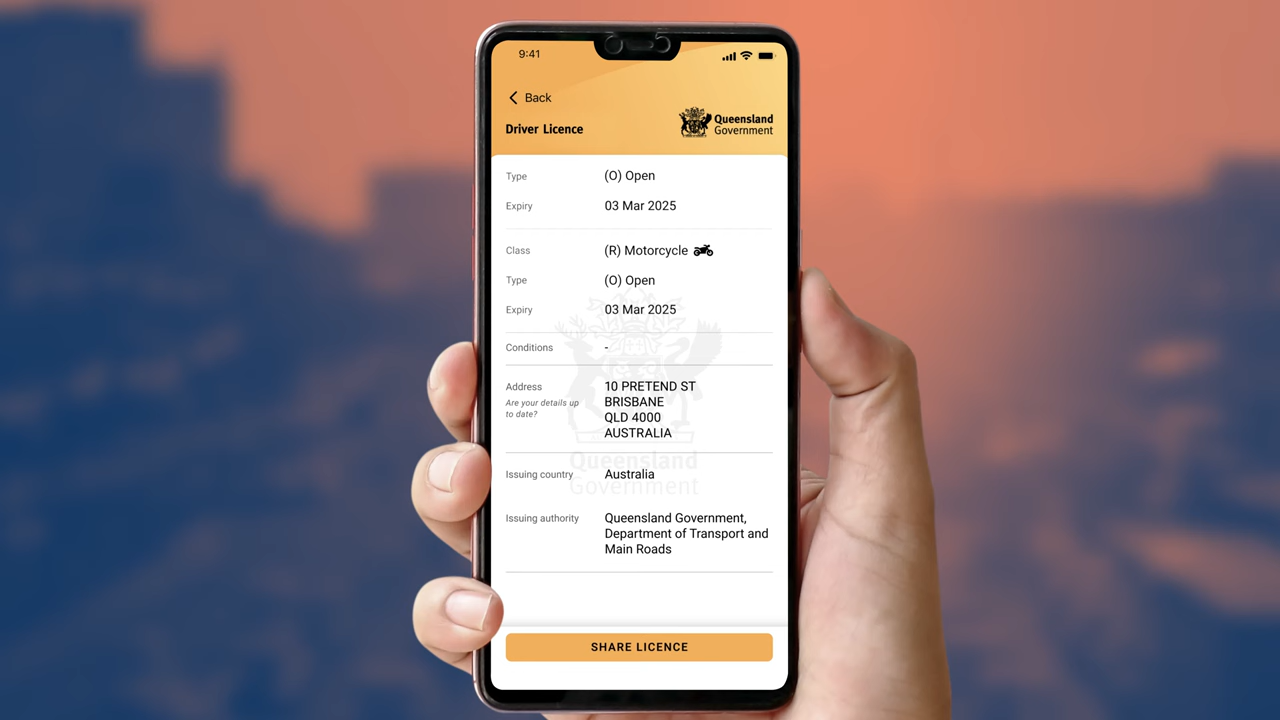 9:41
Back
Driver Licence
Queensland
Government
Type (O) Open
Expiry 03 Mar 2025
Class (R) Motorcycle
Type (O) Open
Expiry 03 Mar 2025
Conditions -
Address 10 PRETEND ST
Are your details up BRISBANE
to date? QLD 4000
AUSTRALIA
Queensland
Issuing country Australia
Government
Issuing authority Queensland Government,
Department of Transport and
Main Roads
SHARE LICENCE